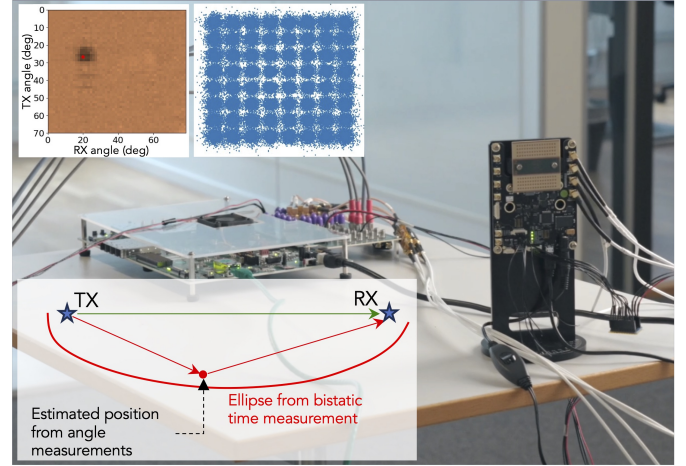 0
10
20
30
40
50
60
70
TX angle (deg)
0 20 40 60
RX angle (deg)
TX
RX
Ellipse from bistatic
time measurement
Estimated position
from angle
measurements